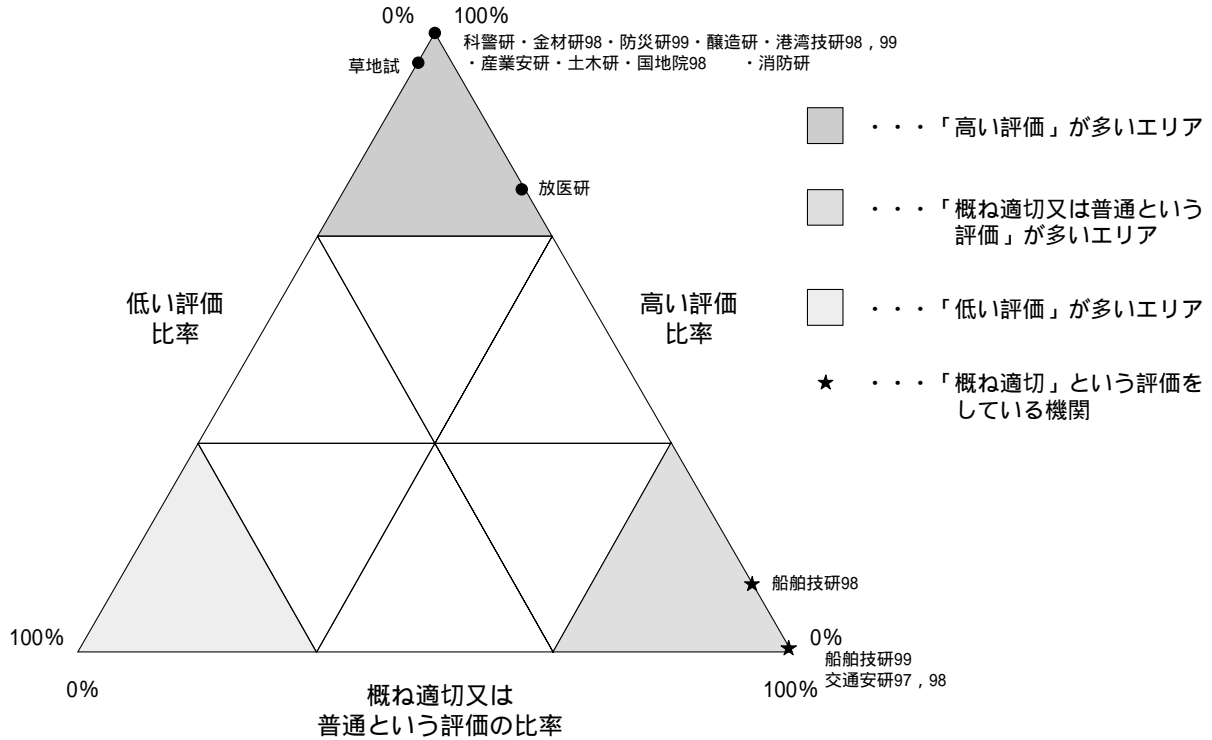 0%
100%
科警研・金材研98・防災研99・醸造研・港湾技研98 , 99
・産業安研・土木研・国地院98　　・消防研
草地試
放医研
・・・「高い評価」が多いエリア
・・・「概ね適切又は普通という
評価」が多いエリア
・・・「低い評価」が多いエリア
・・・「概ね適切」という評価を
している機関
低い評価
比率
高い評価
比率
船舶技研98
100%
0%
船舶技研99
交通安研97 , 98
0%
100%
概ね適切又は
普通という評価の比率